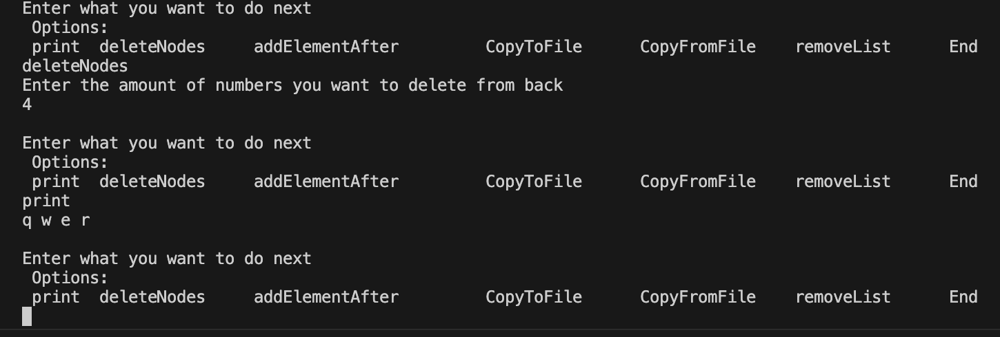 Enter what you want to do next
Options:
print deleteNodes addElementAfter CopyToFile CopyFromFile removeList End
deleteNodes
Enter the amount of numbers you want to delete from back
4
Enter what you want to do next
Options:
print deleteNodes addElementAfter CopyToFile CopyFromFile removeList End
print
q w e r
Enter what you want to do next
Options:
print deleteNodes addElementAfter CopyToFile CopyFromFile removeList End